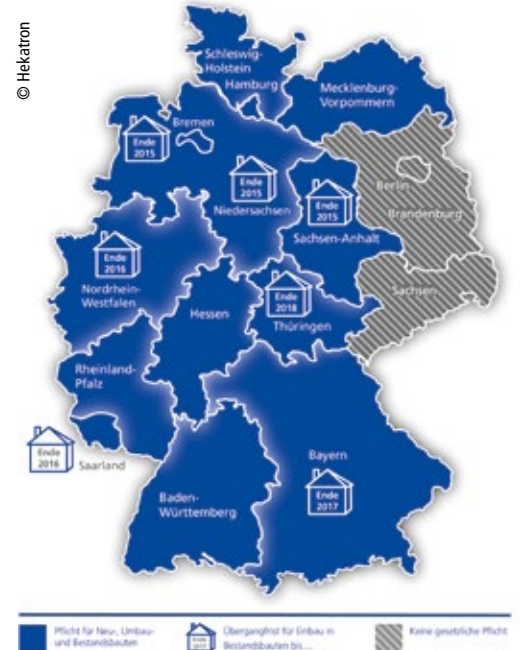 © Hekatron
Schleswig-
Holstein
Hamburg
Mecklenburg-
Vorpommern
Bremen
Ende
2015
Ende
2015
Niedersachsen
Ende
2015
Sachsen-Anhalt
Berlin
Brandenburg
Ende
2016
Nordrhein-
Westfalen
Hessen
Ende
2018
Thüringen
Sachsen
Rheinland-
Pfalz
Ende
2016
Saarland
Bayern
Ende
2017
Baden-
Württemberg
Pflicht für Neu-, Umbau-
und Bestandsbauten
Übergangfrist für Einbau in
Bestandsbauten bis ...
Keine gesetzliche Pflicht